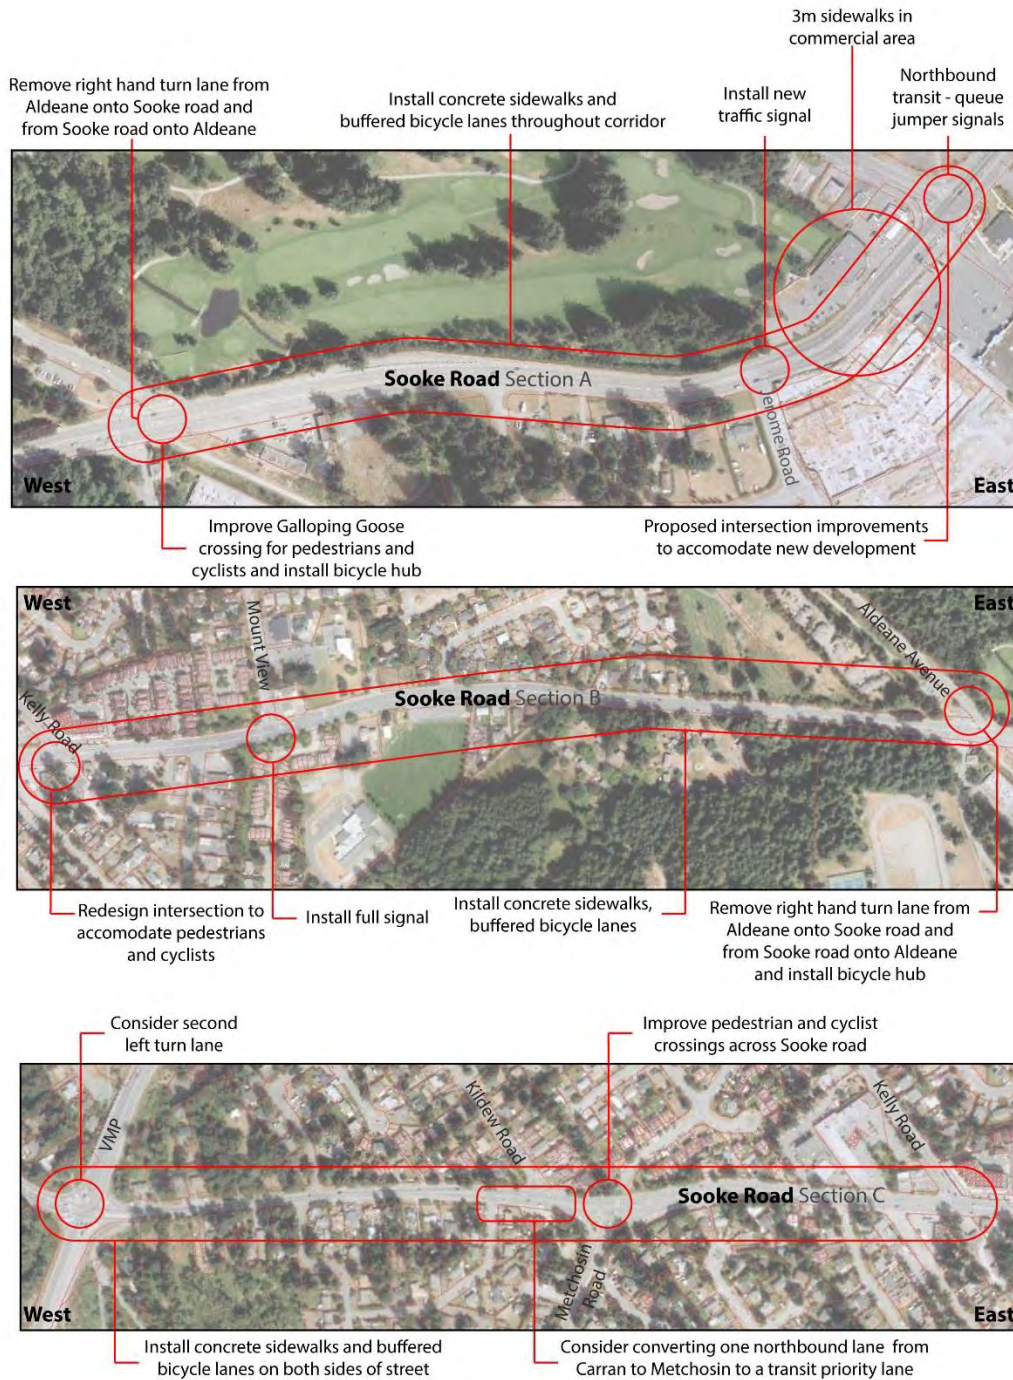 3m sidewalks in
commercial area
Remove right hand turn lane from
Aldeane onto Sooke road and
from Sooke road onto Aldeane
Install concrete sidewalks and
buffered bicycle lanes throughout corridor
Install new
traffic signal
Northbound
transit - queue
jumper signals
Sooke Road Section A
Jerome Road
West
East
Improve Galloping Goose
crossing for pedestrians and
cyclists and install bicycle hub
Proposed intersection improvements
to accomodate new development
West
East
Mount View
Aldeane Avenue
Sooke Road Section B
Kelly Road
Redesign intersection to
accomodate pedestrians
and cyclists
Install full signal
Install concrete sidewalks,
buffered bicycle lanes
Remove right hand turn lane from
Aldeane onto Sooke road and
from Sooke road onto Aldeane
and install bicycle hub
Consider second
left turn lane
Improve pedestrian and cyclist
crossings across Sooke road
VMP
Kildew Road
Kelly Road
Sooke Road Section C
Metchosin
Road
West
East
Install concrete sidewalks and buffered
bicycle lanes on both sides of street
Consider converting one northbound lane from
Carran to Metchosin to a transit priority lane